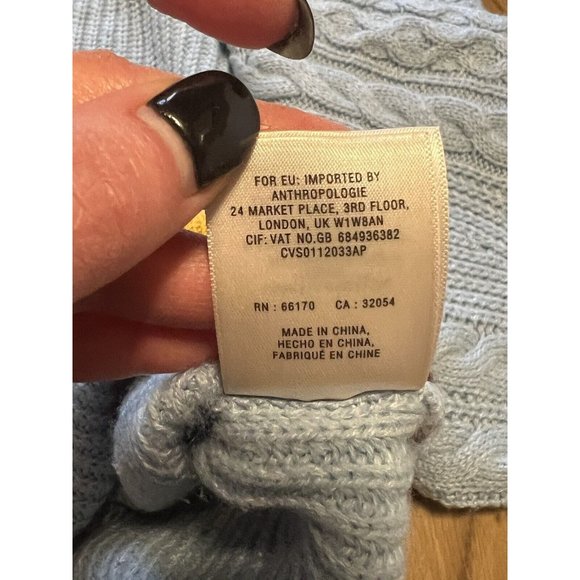 FOR EU: IMPORTED BY
ANTHROPOLOGIE
24 MARKET PLACE, 3RD FLOOR,
LONDON, UK W1W8AN
CIF: VAT NO.GB 684936382
CVS0112033AP
RN : 66170 CA : 32054
MADE IN CHINA,
HECHO EN CHINA,
FABRIQUÉ EN CHINE